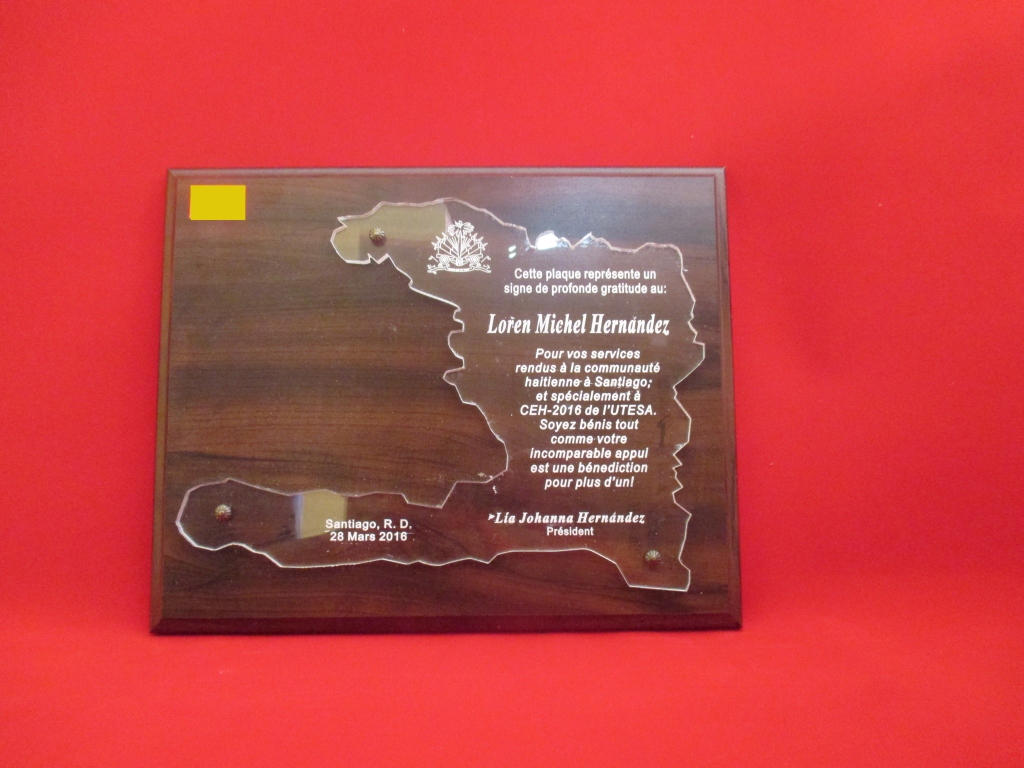 Cette plaque représente un
signe de profonde gratitude au:
Loren Michel Hernández
Pour vos services
rendus à la communauté
haitienne à Santiago;
et spécialement à
CEH-2016 de l'UTESA.
Soyez bénis tout
comme votre
incomparable appui
est une bénediction
pour plus d'un!
Lía Johanna Hernández
Président
Santiago, R. D.
28 Mars 2016